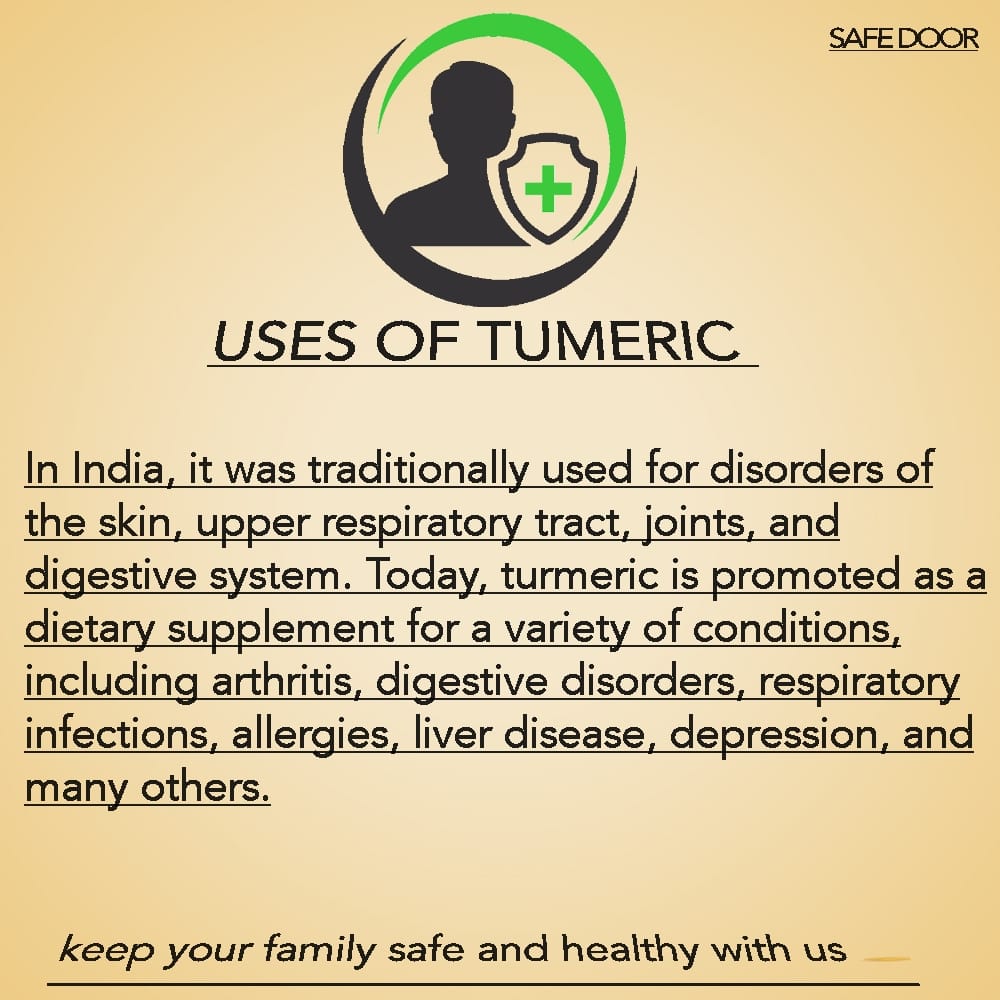 SAFE DOOR
USES OF TUMERIC
In India, it was traditionally used for disorders of
the skin, upper respiratory tract, joints, and
digestive system. Today, turmeric is promoted as a
dietary supplement for a variety of conditions,
including arthritis, digestive disorders, respiratory
infections, allergies, liver disease, depression, and
many others.
keep your family safe and healthy with us